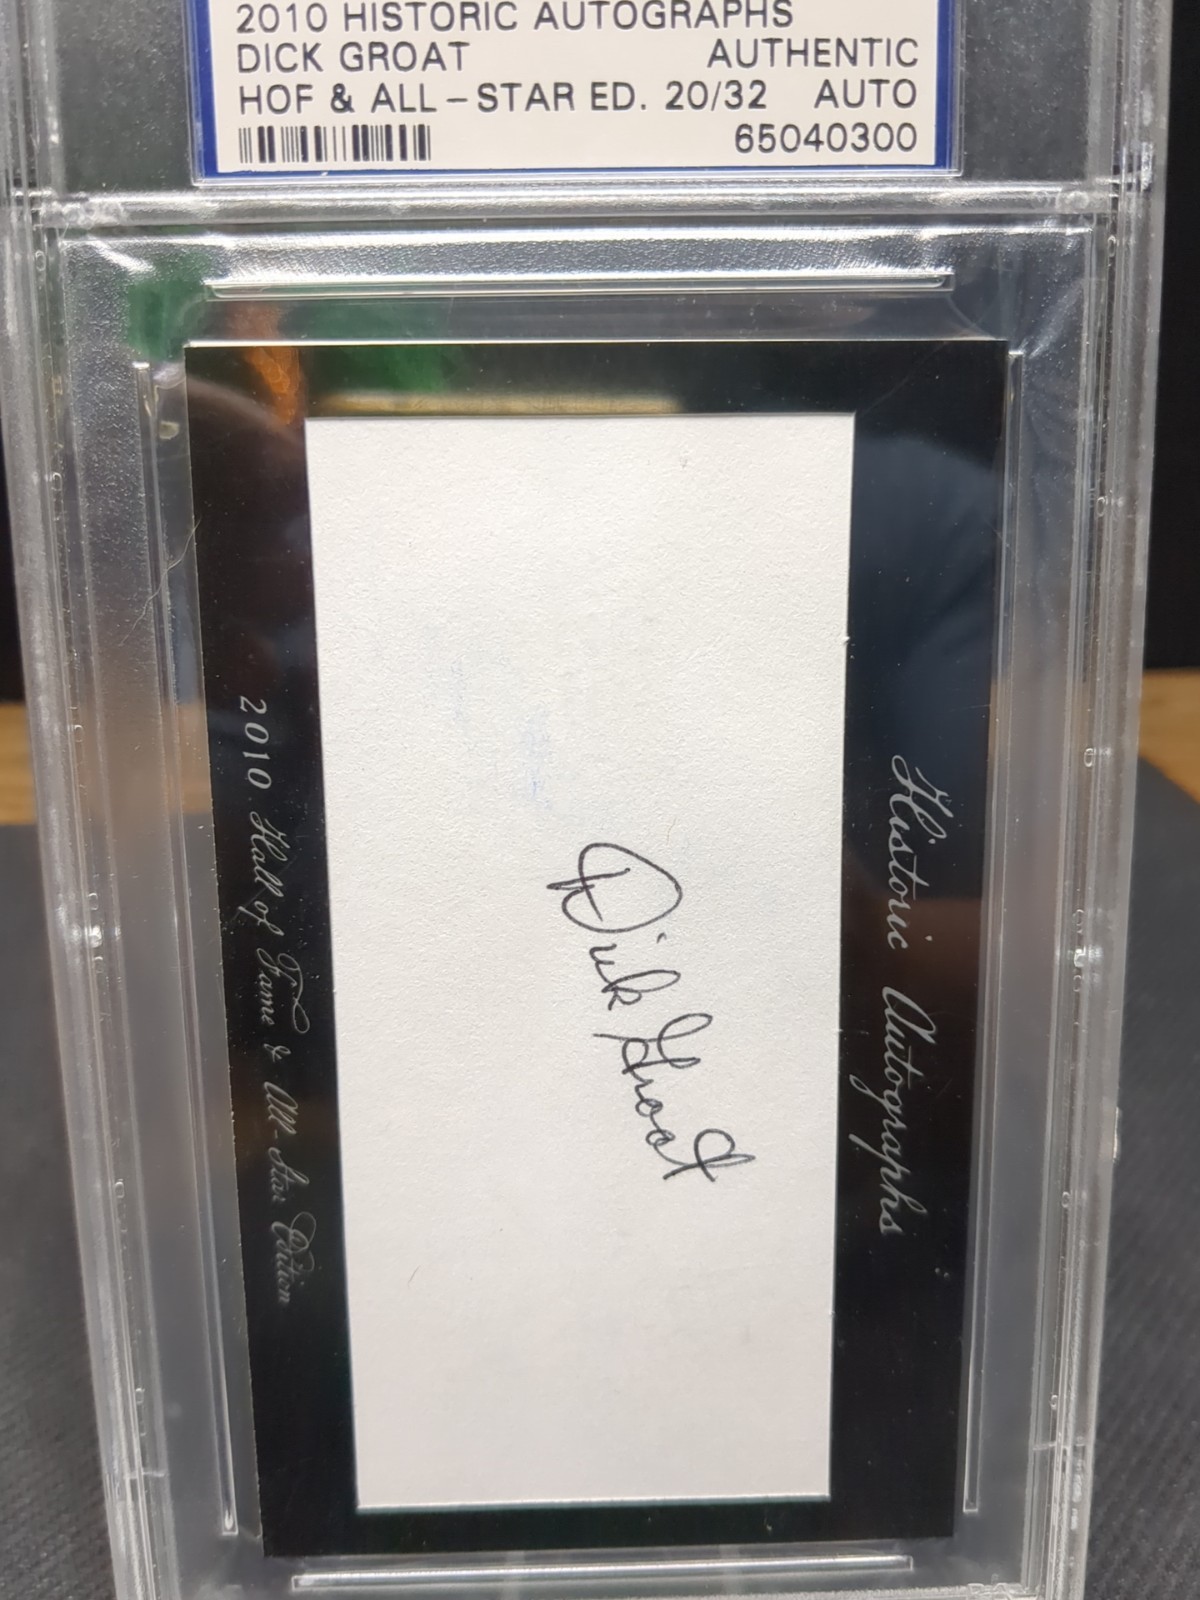 2010 HISTORIC AUTOGRAPHS
DICK GROAT AUTHENTIC
HOF & ALL-STAR ED. 20/32 AUTO
65040300
Historic Autographs
Dick Groat
2010 Hall of Fame & All-Star Edition